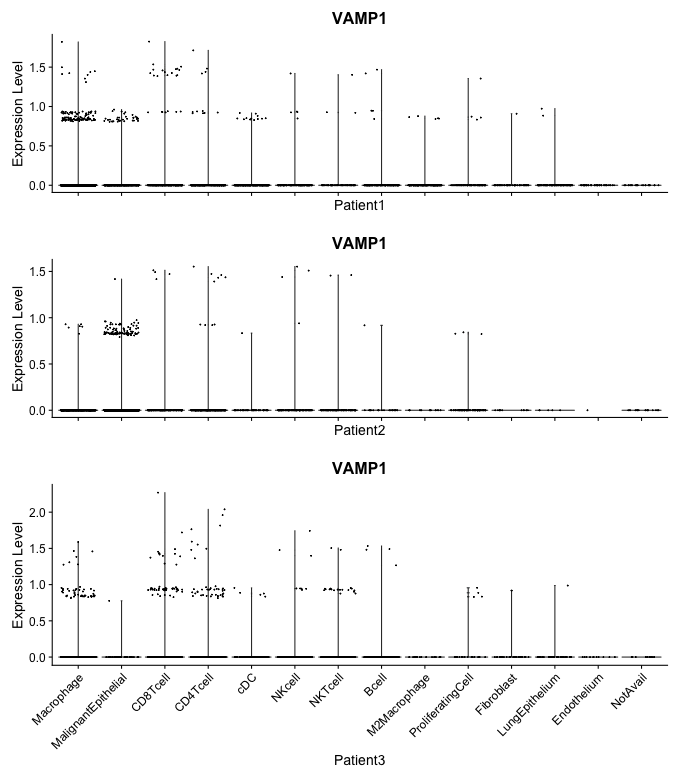 VAMP1
Expression Level
1.5
1.0
0.5
0.0
Patient1
VAMP1
Expression Level
1.5
1.0
0.5
0.0
Patient2
VAMP1
Expression Level
2.0
1.5
1.0
0.5
0.0
Macrophage
MalignantEpithelial
CD8Tcell
CD4Tcell
cDC
NKcell
NKTcell
Bcell
M2Macrophage
ProliferatingCell
Fibroblast
LungEpithelium
Endothelium
NotAvail
Patient3